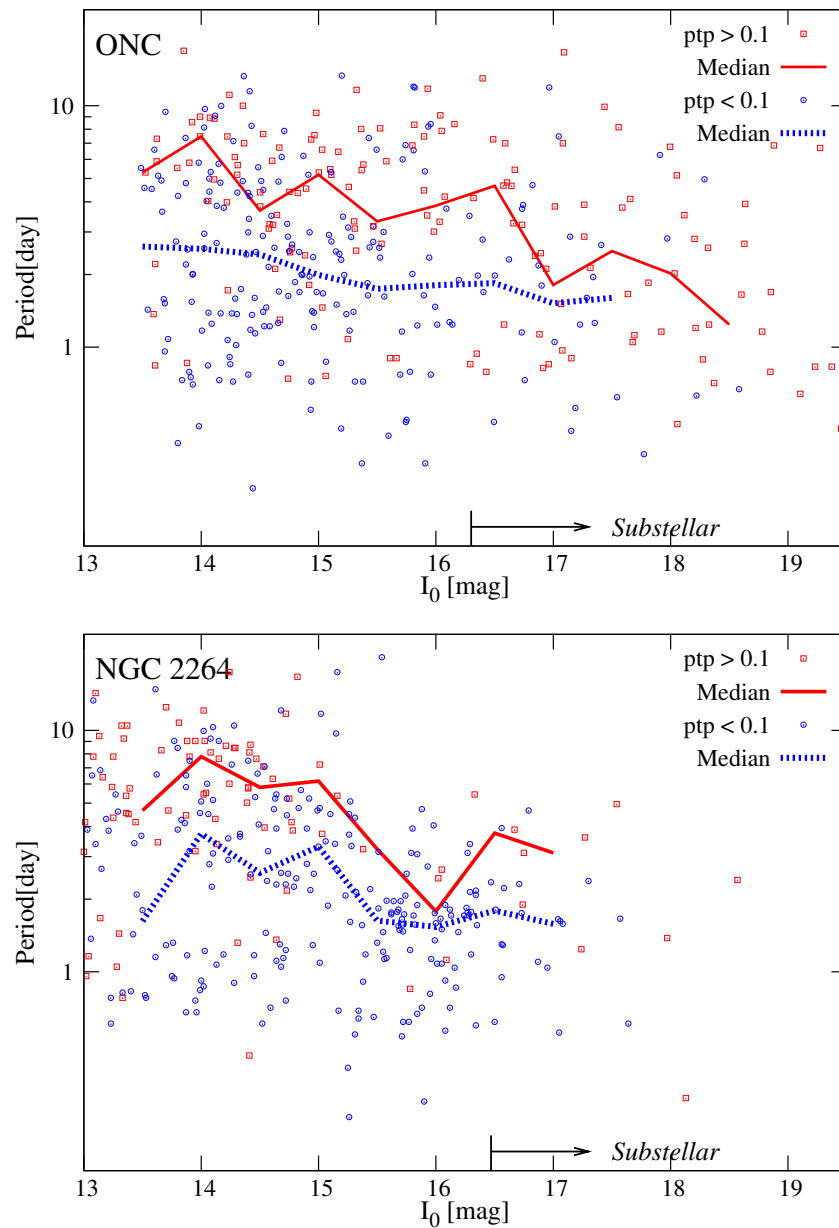 ONC
ptp > 0.1
Median
ptp < 0.1
Median
10
1
Period[day]
Substellar
13 14 15 16 17 18 19
I0 [mag]
NGC 2264
ptp > 0.1
Median
ptp < 0.1
Median
10
1
Period[day]
Substellar
13 14 15 16 17 18 19
I0 [mag]